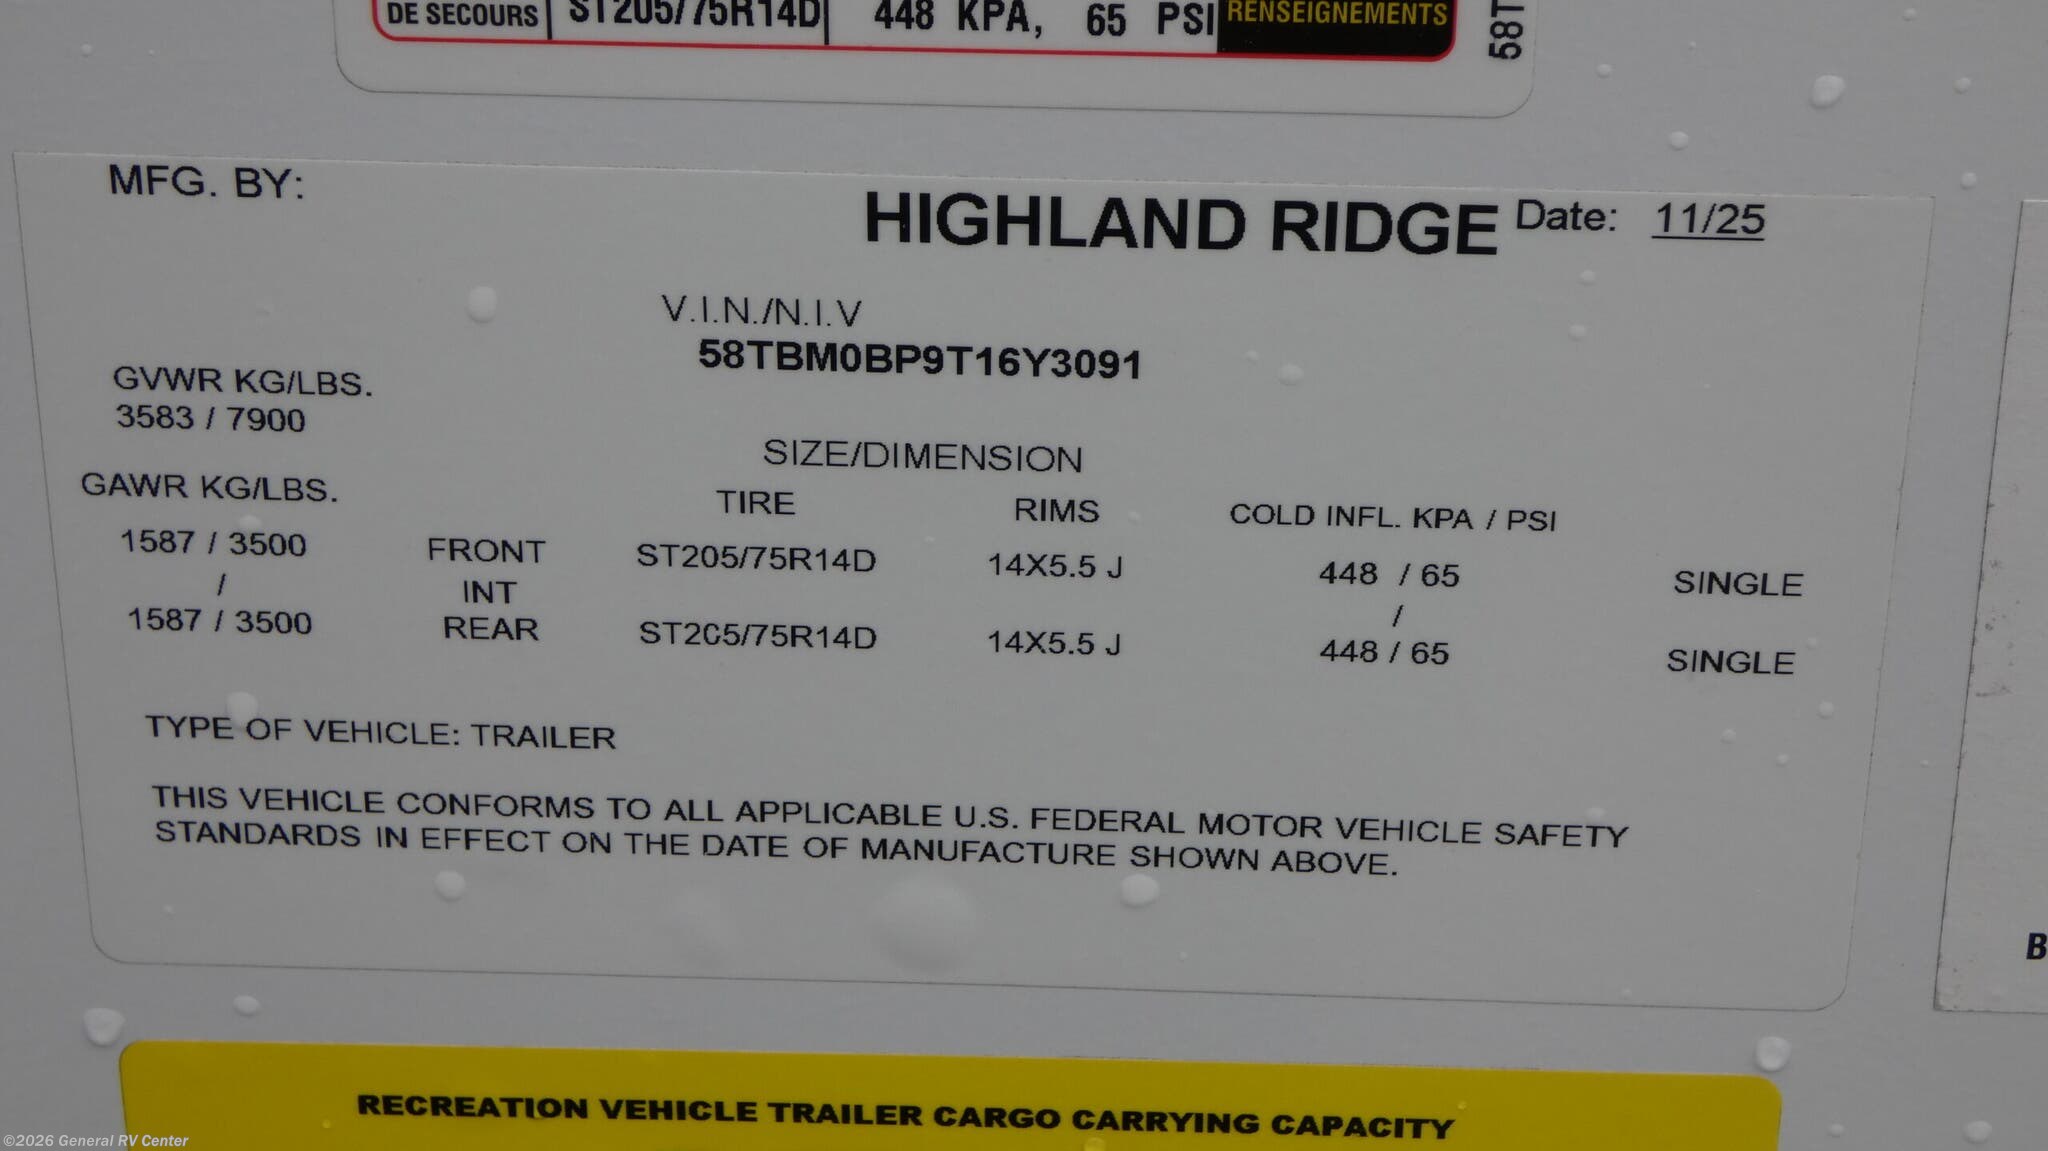 DE SECOURS ST205/75R14D 448 KPA, 65 PSI RENSEIGNEMENTS
58T
MFG. BY:
HIGHLAND RIDGE Date: 11/25
V.I.N./N.I.V
58TBM0BP9T16Y3091
GVWR KG/LBS.
3583 / 7900
SIZE/DIMENSION
GAWR KG/LBS. TIRE RIMS COLD INFL. KPA / PSI
1587 / 3500 FRONT ST205/75R14D 14X5.5 J 448 / 65 SINGLE
/ INT /
1587 / 3500 REAR ST205/75R14D 14X5.5 J 448 / 65 SINGLE
TYPE OF VEHICLE: TRAILER
THIS VEHICLE CONFORMS TO ALL APPLICABLE U.S. FEDERAL MOTOR VEHICLE SAFETY
STANDARDS IN EFFECT ON THE DATE OF MANUFACTURE SHOWN ABOVE.
B
RECREATION VEHICLE TRAILER CARGO CARRYING CAPACITY
©2026 General RV Center